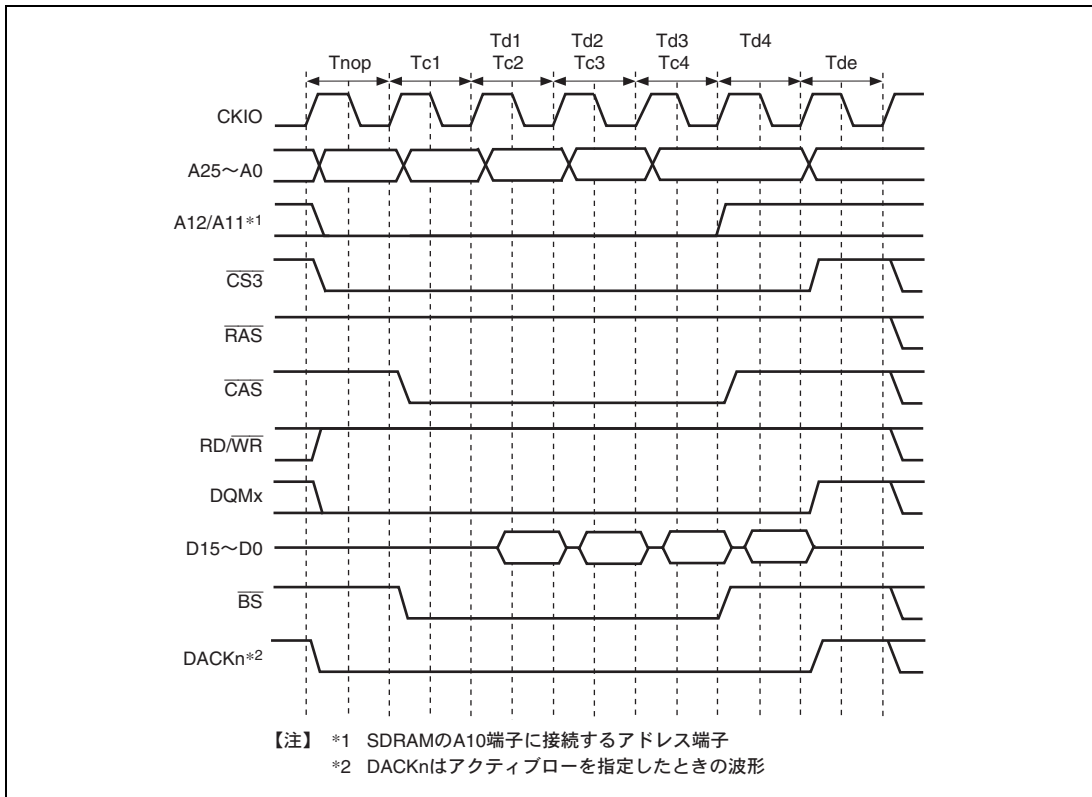 Td1 Td2 Td3 Td4
Tnop Tc1 Tc2 Tc3 Tc4 Tde
CKIO
A25～A0
A12/A11*1
CS3
RAS
CAS
RD/WR
DQMx
D15～D0
BS
DACKn*2
【注】 *1 SDRAMのA10端子に接続するアドレス端子
*2 DACKnはアクティブローを指定したときの波形